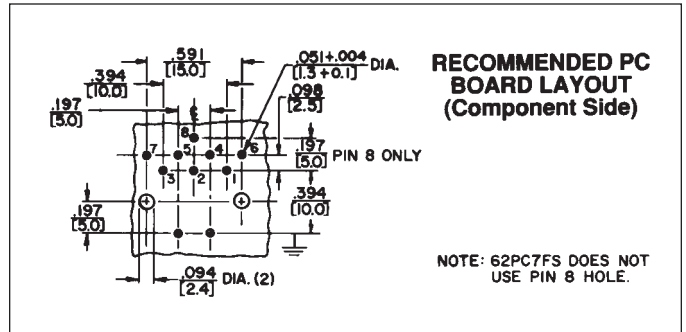 .591
[15.0]
.051+.004 DIA.
[1.3+0.1]
RECOMMENDED PC
BOARD LAYOUT
(Component Side)
.394
[10.0]
.098
[2.5]
.197
[5.0]
8
7 5 4 6
.197
[5.0] PIN 8 ONLY
3 2 1
.394
[10.0]
.197
[5.0]
.094 DIA. (2)
[2.4]
NOTE: 62PC7FS DOES NOT
USE PIN 8 HOLE.